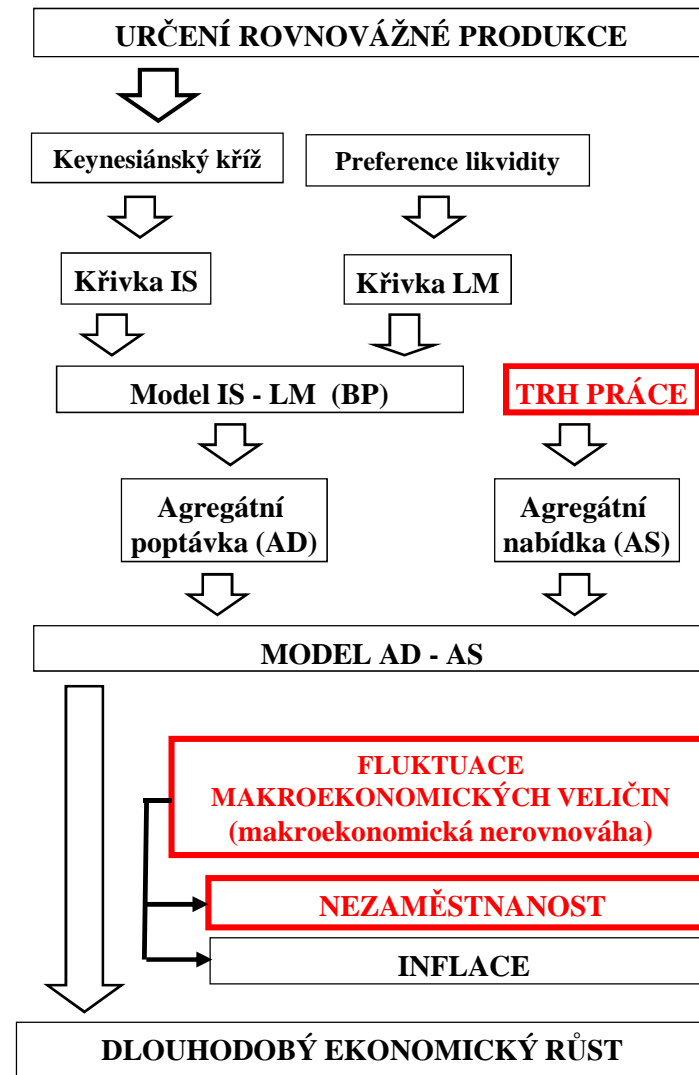 URČENÍ ROVNOVÁŽNÉ PRODUKCE
Keynesiánský kříž
Preference likvidity
Křivka IS
Křivka LM
Model IS - LM (BP)
TRH PRÁCE
Agregátní
poptávka (AD)
Agregátní
nabídka (AS)
MODEL AD - AS
FLUKTUACE
MAKROEKONOMICKÝCH VELIČIN
(makroekonomická nerovnováha)
NEZAMĚSTNANOST
INFLACE
DLOUHODOBÝ EKONOMICKÝ RŮST